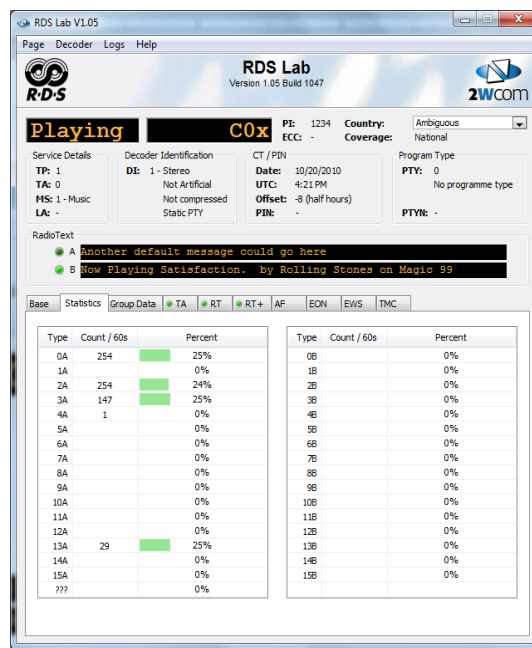 RDS Lab V1.05
Page Decoder Logs Help
R·D·S
RDS Lab
Version 1.05 Build 1047
2WCOM
Playing
C0x
PI: 1234 Country: Ambiguous
ECC: - Coverage: National
Service Details
TP: 1
TA: 0
MS: 1 - Music
LA: -
Decoder Identification
DI: 1 - Stereo
Not Artificial
Not compressed
Static PTY
CT / PIN
Date: 10/20/2010
UTC: 4:21 PM
Offset: -8 (half hours)
PIN: -
Program Type
PTY: 0
No programme type
PTYN: -
RadioText
A Another default message could go here
B Now Playing Satisfaction. by Rolling Stones on Magic 99
Base Statistics Group Data TA RT RT+ AF EON EWS TMC
Type Count / 60s Percent
0A 254 25%
1A 0%
2A 254 24%
3A 147 25%
4A 1 0%
5A 0%
6A 0%
7A 0%
8A 0%
9A 0%
10A 0%
11A 0%
12A 0%
13A 29 25%
14A 0%
15A 0%
??? 0%
Type Count / 60s Percent
0B 0%
1B 0%
2B 0%
3B 0%
4B 0%
5B 0%
6B 0%
7B 0%
8B 0%
9B 0%
10B 0%
11B 0%
12B 0%
13B 0%
14B 0%
15B 0%